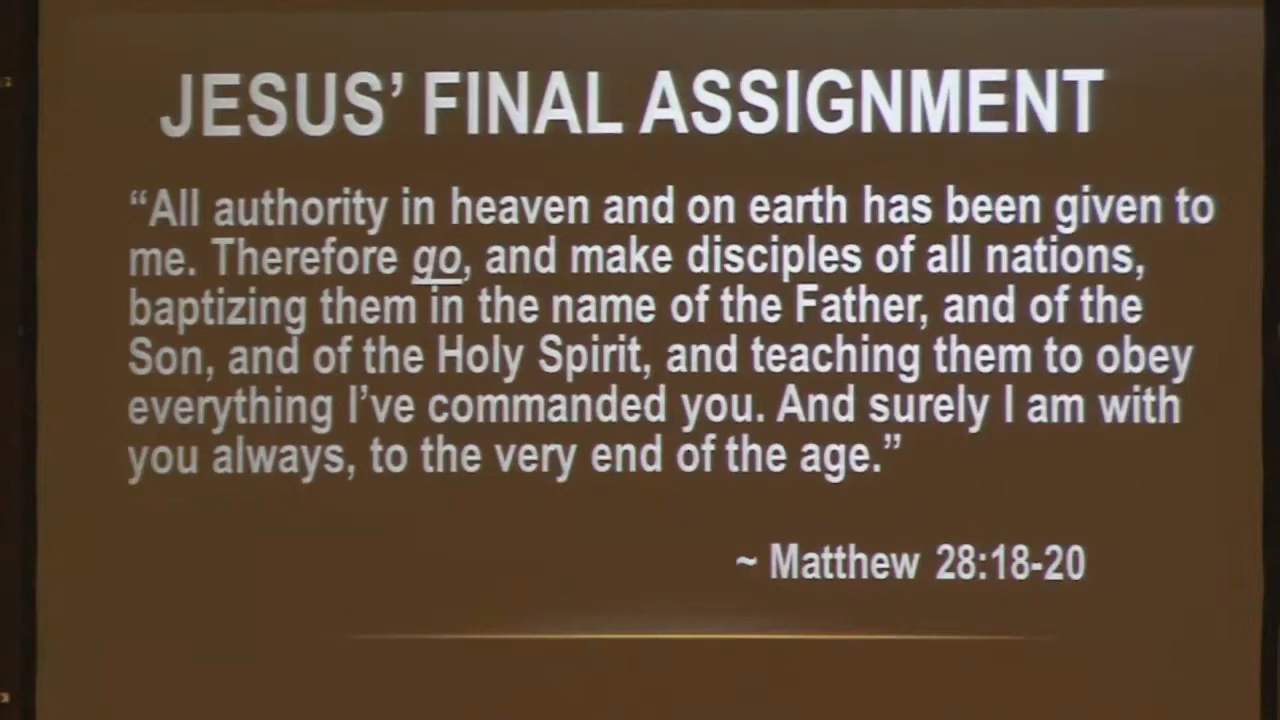 JESUS’ FINAL ASSIGNMENT
“All authority in heaven and on earth has been given to
me. Therefore go, and make disciples of all nations,
baptizing them in the name of the Father, and of the
Son, and of the Holy Spirit, and teaching them to obey
everything I’ve commanded you. And surely I am with
you always, to the very end of the age.”
~ Matthew 28:18-20